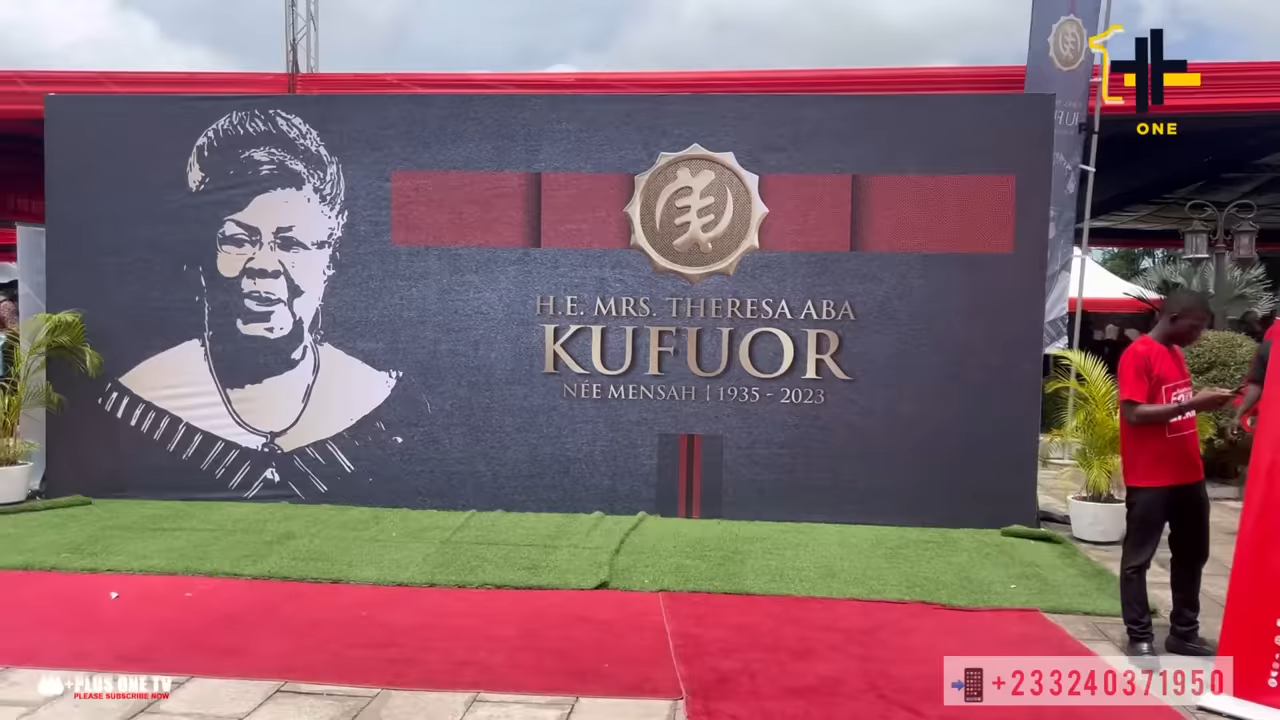 ONE
H.E. MRS. THERESA ABA
KUFUOR
NÉE MENSAH | 1935 - 2023
+PLUS ONE TV
PLEASE SUBSCRIBE NOW
+233240371950